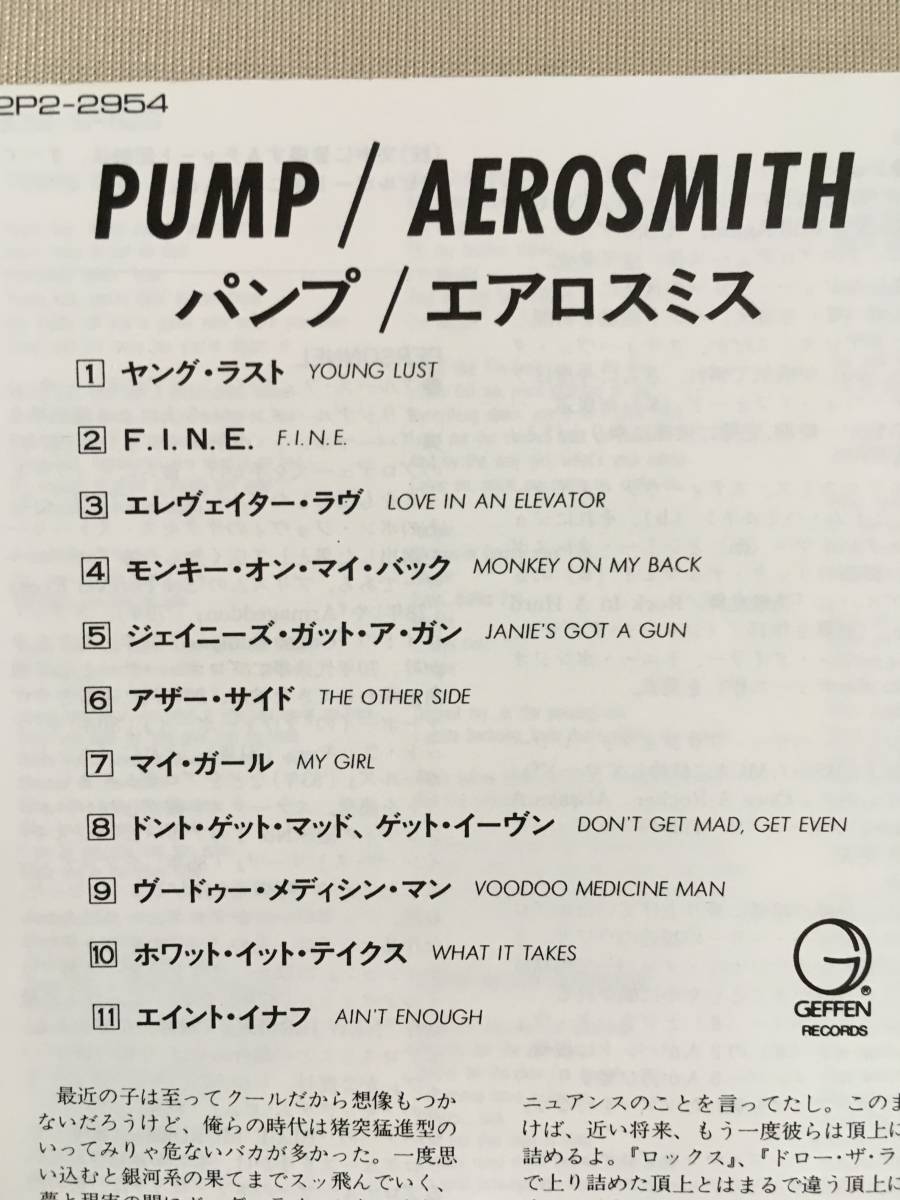 2P2-2954
PUMP / AEROSMITH
パンプ / エアロスミス
1 ヤング・ラスト YOUNG LUST
2 F.I.N.E. F.I.N.E.
3 エレヴェイター・ラヴ LOVE IN AN ELEVATOR
4 モンキー・オン・マイ・バック MONKEY ON MY BACK
5 ジェイニーズ・ガット・ア・ガン JANIE'S GOT A GUN
6 アザー・サイド THE OTHER SIDE
7 マイ・ガール MY GIRL
8 ドント・ゲット・マッド、ゲット・イーヴン DON'T GET MAD, GET EVEN
9 ヴードゥー・メディシン・マン VOODOO MEDICINE MAN
10 ホワット・イット・テイクス WHAT IT TAKES
11 エイント・イナフ AIN'T ENOUGH
GEFFEN
RECORDS
最近の子は至ってクールだから想像もつか
ないだろうけど、俺らの時代は猪突猛進型の
いってみりゃ危ないバカが多かった。一度思
い込むと銀河系の果てまでスッ飛んでいく、
ニュアンスのことを言ってたし。このま
けば、近い将来、もう一度彼らは頂上に
詰めるよ。『ロックス』、『ドロー・ザ・ラ
で上り詰めた頂上とはまるで違う頂上に